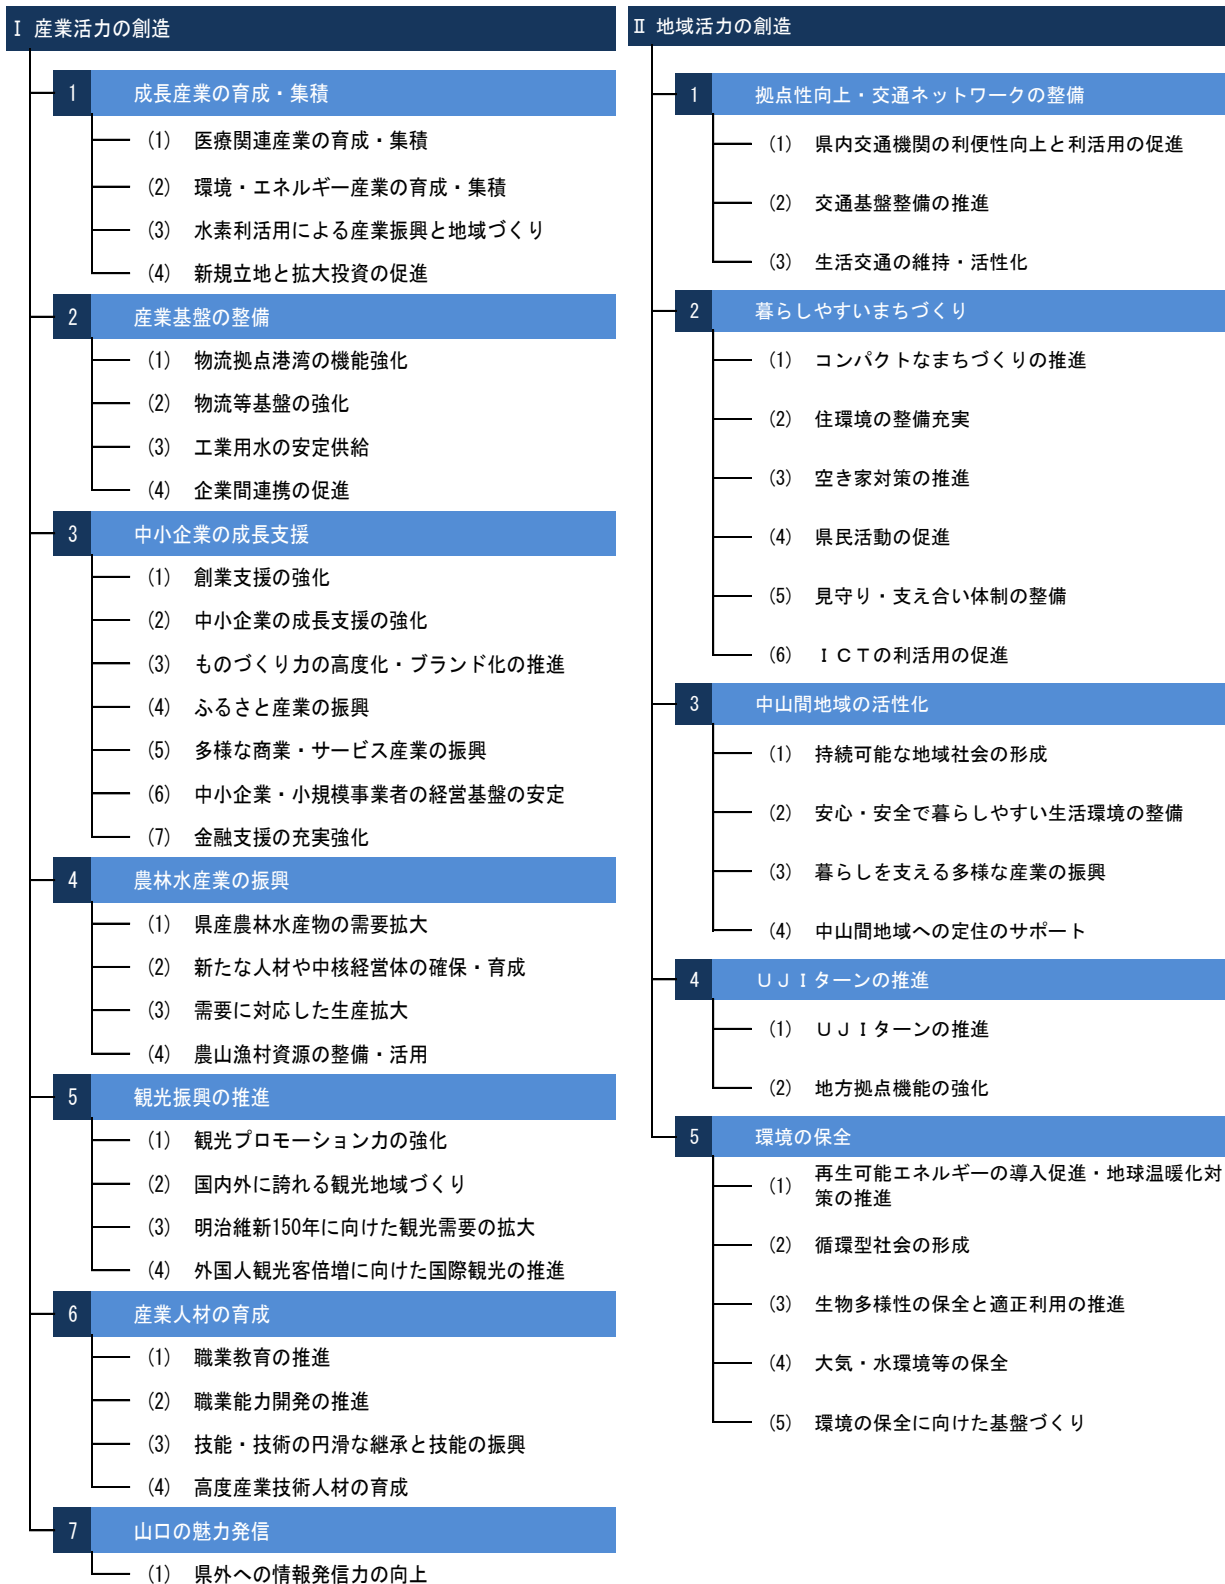 Ⅰ 産業活力の創造
1 成長産業の育成・集積
(1) 医療関連産業の育成・集積
(2) 環境・エネルギー産業の育成・集積
(3) 水素利活用による産業振興と地域づくり
(4) 新規立地と拡大投資の促進
2 産業基盤の整備
(1) 物流拠点港湾の機能強化
(2) 物流等基盤の強化
(3) 工業用水の安定供給
(4) 企業間連携の促進
3 中小企業の成長支援
(1) 創業支援の強化
(2) 中小企業の成長支援の強化
(3) ものづくり力の高度化・ブランド化の推進
(4) ふるさと産業の振興
(5) 多様な商業・サービス産業の振興
(6) 中小企業・小規模事業者の経営基盤の安定
(7) 金融支援の充実強化
4 農林水産業の振興
(1) 県産農林水産物の需要拡大
(2) 新たな人材や中核経営体の確保・育成
(3) 需要に対応した生産拡大
(4) 農山漁村資源の整備・活用
5 観光振興の推進
(1) 観光プロモーション力の強化
(2) 国内外に誇れる観光地域づくり
(3) 明治維新150年に向けた観光需要の拡大
(4) 外国人観光客倍増に向けた国際観光の推進
6 産業人材の育成
(1) 職業教育の推進
(2) 職業能力開発の推進
(3) 技能・技術の円滑な継承と技能の振興
(4) 高度産業技術人材の育成
7 山口の魅力発信
(1) 県外への情報発信力の向上
Ⅱ 地域活力の創造
1 拠点性向上・交通ネットワークの整備
(1) 県内交通機関の利便性向上と利活用の促進
(2) 交通基盤整備の推進
(3) 生活交通の維持・活性化
2 暮らしやすいまちづくり
(1) コンパクトなまちづくりの推進
(2) 住環境の整備充実
(3) 空き家対策の推進
(4) 県民活動の促進
(5) 見守り・支え合い体制の整備
(6) ＩＣＴの利活用の促進
3 中山間地域の活性化
(1) 持続可能な地域社会の形成
(2) 安心・安全で暮らしやすい生活環境の整備
(3) 暮らしを支える多様な産業の振興
(4) 中山間地域への定住のサポート
4 ＵＪＩターンの推進
(1) ＵＪＩターンの推進
(2) 地方拠点機能の強化
5 環境の保全
(1) 再生可能エネルギーの導入促進・地球温暖化対
策の推進
(2) 循環型社会の形成
(3) 生物多様性の保全と適正利用の推進
(4) 大気・水環境等の保全
(5) 環境の保全に向けた基盤づくり